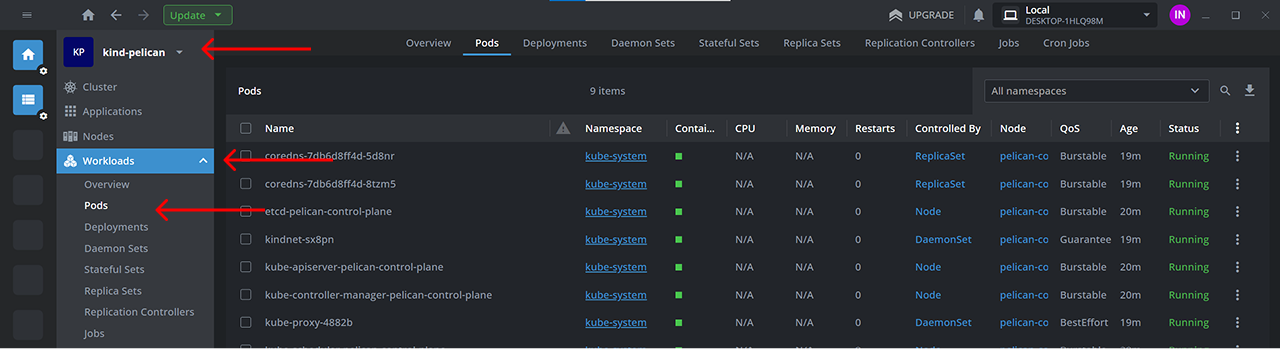 Update
UPGRADE
Local
DESKTOP-1HLQ98M
IN
KP
kind-pelican
Cluster
Applications
Nodes
Workloads
Overview
Pods
Deployments
Daemon Sets
Stateful Sets
Replica Sets
Replication Controllers
Jobs
Overview Pods Deployments Daemon Sets Stateful Sets Replica Sets Replication Controllers Jobs Cron Jobs
Pods 9 items All namespaces
Name Namespace Contai... CPU Memory Restarts Controlled By Node QoS Age Status
coredns-7db6d8ff4d-5d8nr kube-system N/A N/A 0 ReplicaSet pelican-co Burstable 19m Running
coredns-7db6d8ff4d-8tzm5 kube-system N/A N/A 0 ReplicaSet pelican-co Burstable 19m Running
etcd-pelican-control-plane kube-system N/A N/A 0 Node pelican-co Burstable 20m Running
kindnet-sx8pn kube-system N/A N/A 0 DaemonSet pelican-co Guarantee 19m Running
kube-apiserver-pelican-control-plane kube-system N/A N/A 0 Node pelican-co Burstable 20m Running
kube-controller-manager-pelican-control-plane kube-system N/A N/A 0 Node pelican-co Burstable 20m Running
kube-proxy-4882b kube-system N/A N/A 0 DaemonSet pelican-co BestEffort 19m Running